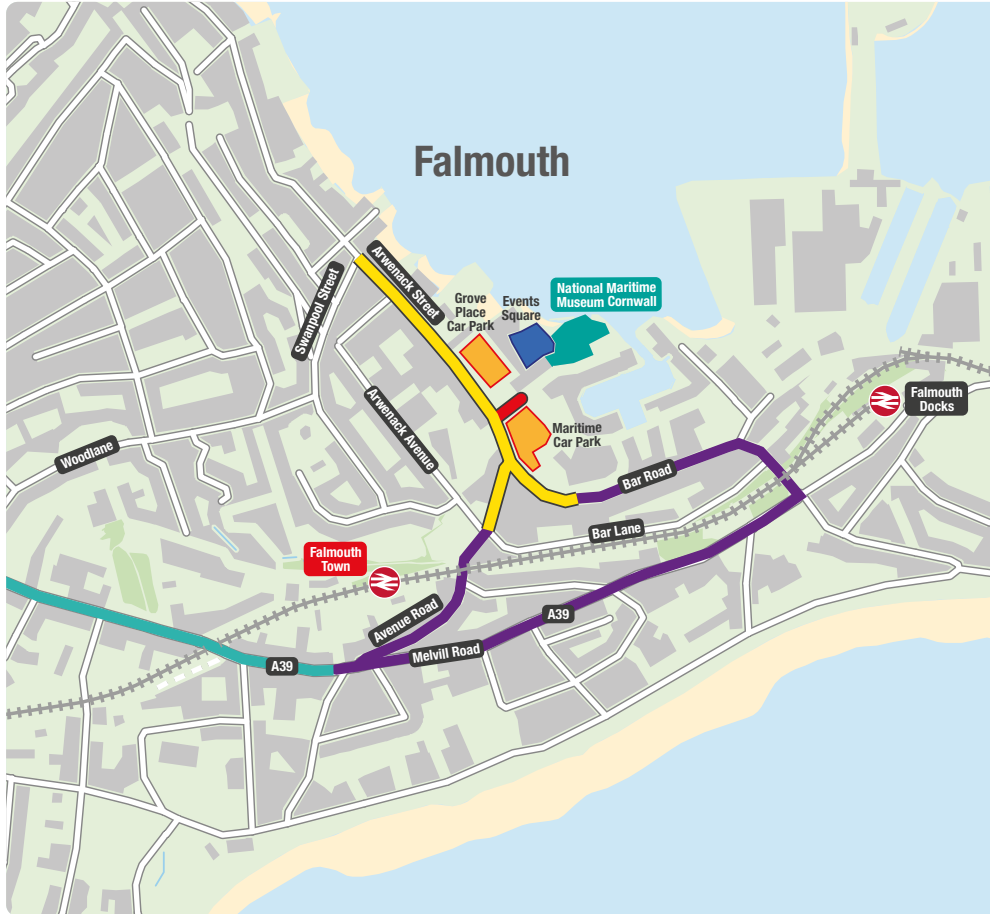 Falmouth
Arwenack Street
Swanpool Street
Grove
Place
Car Park
Events
Square
National Maritime
Museum Cornwall
Arwenack Avenue
Maritime
Car Park
Falmouth
Docks
Woodlane
Bar Road
Bar Lane
Falmouth
Town
Avenue Road
A39
Melvill Road
A39